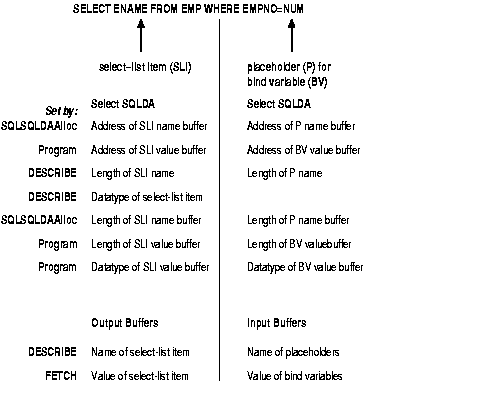 SELECT ENAME FROM EMP WHERE EMPNO=NUM
select–list item (SLI) placeholder (P) for
bind variable (BV)
Set by: Select SQLDA Select SQLDA
SQLSQLDAAlloc Address of SLI name buffer Address of P name buffer
Program Address of SLI value buffer Address of BV value buffer
DESCRIBE Length of SLI name Length of P name
DESCRIBE Datatype of select-list item
SQLSQLDAAlloc Length of SLI name buffer Length of P name buffer
Program Length of SLI value buffer Length of BV valuebuffer
Program Datatype of SLI value buffer Datatype of BV value buffer
Output Buffers Input Buffers
DESCRIBE Name of select-list item Name of placeholders
FETCH Value of select-list item Value of bind variables